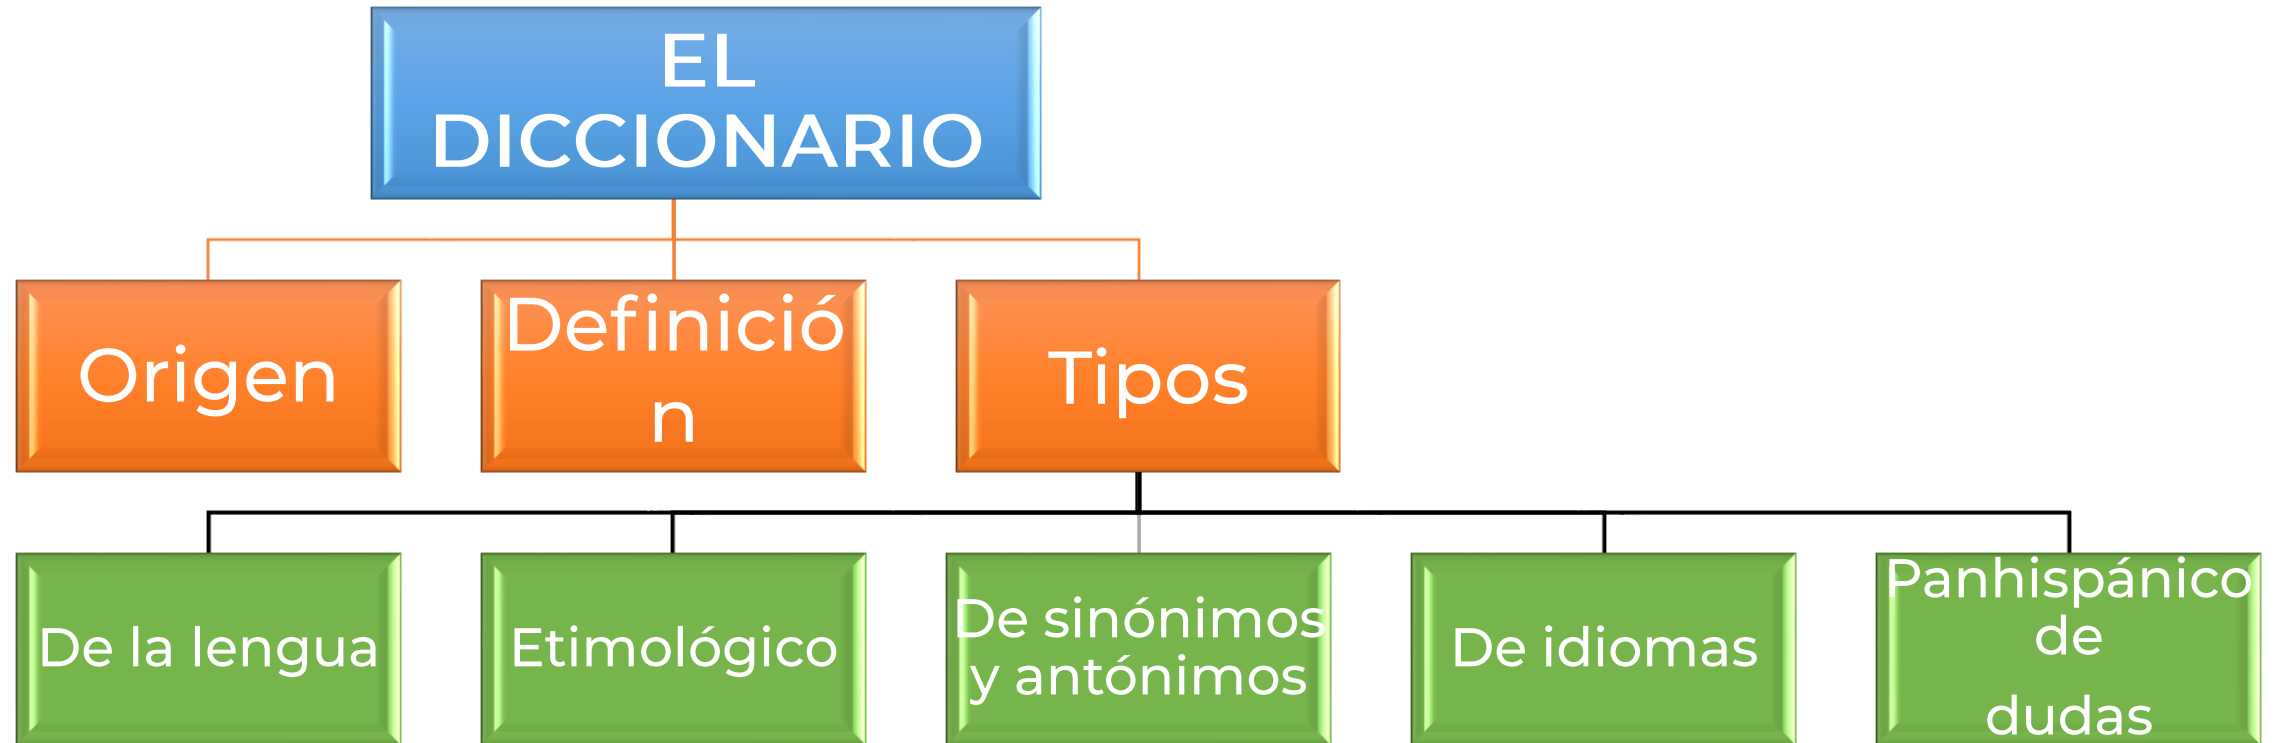 EL
DICCIONARIO
Origen
Definició
n
Tipos
De la lengua
Etimológico
De sinónimos
y antónimos
De idiomas
Panhispánico
de
dudas